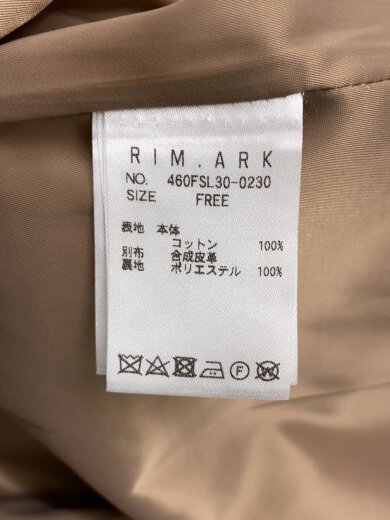 RIM.ARK
NO. 460FSL30-0230
SIZE FREE
表地 本体
コットン 100%
別布 合成皮革
裏地 ポリエステル 100%